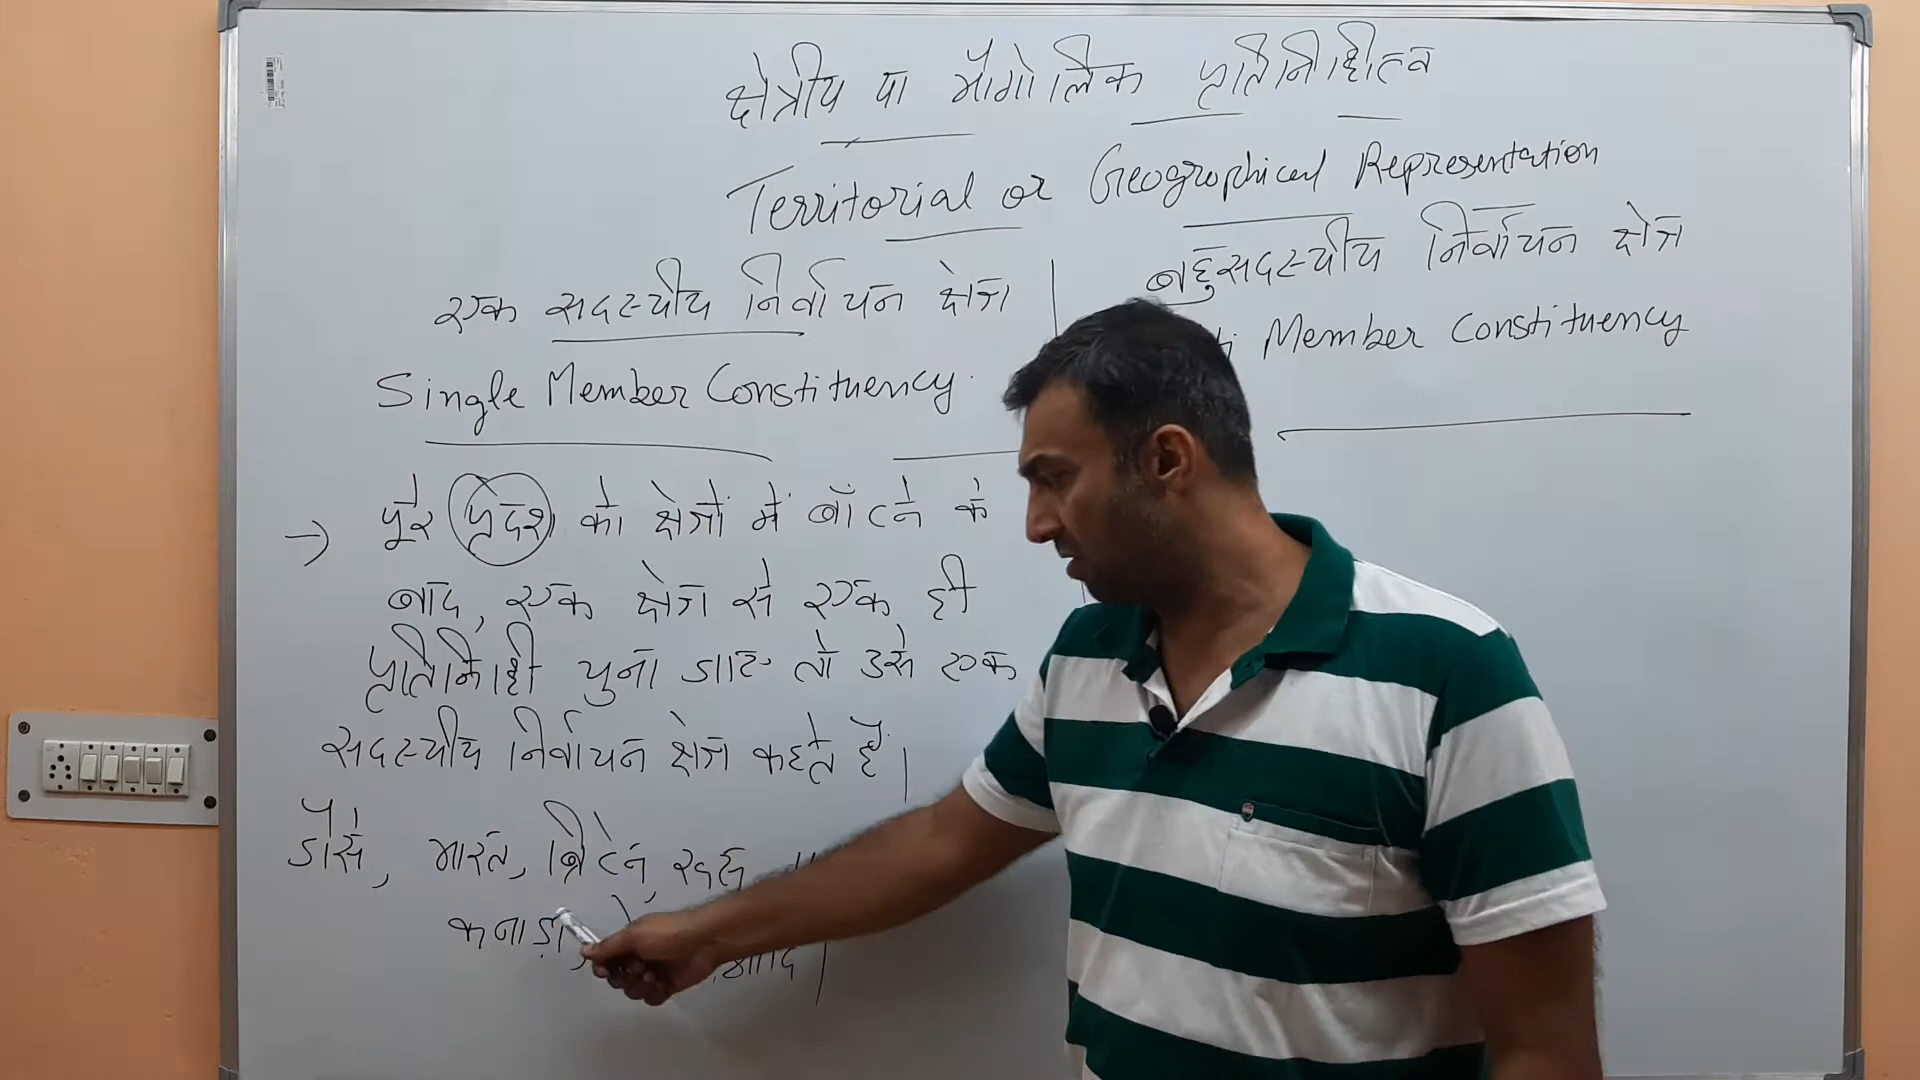 क्षेत्रीय या भौगोलिक प्रतिनिधित्व
Territorial or Geographical Representation
एक सदस्यीय निर्वाचन क्षेत्र
Single Member Constituency.
बहुसदस्यीय निर्वाचन क्षेत्र
Member Constituency
→ पूरे प्रदेश को क्षेत्रों में बाँटने के
बाद, एक क्षेत्र से एक ही
प्रतिनिधि चुना जाए तो उसे एक
सदस्यीय निर्वाचन क्षेत्र कहते हैं।
जैसे, भारत, ब्रिटेन,
कनाडा, आदि।